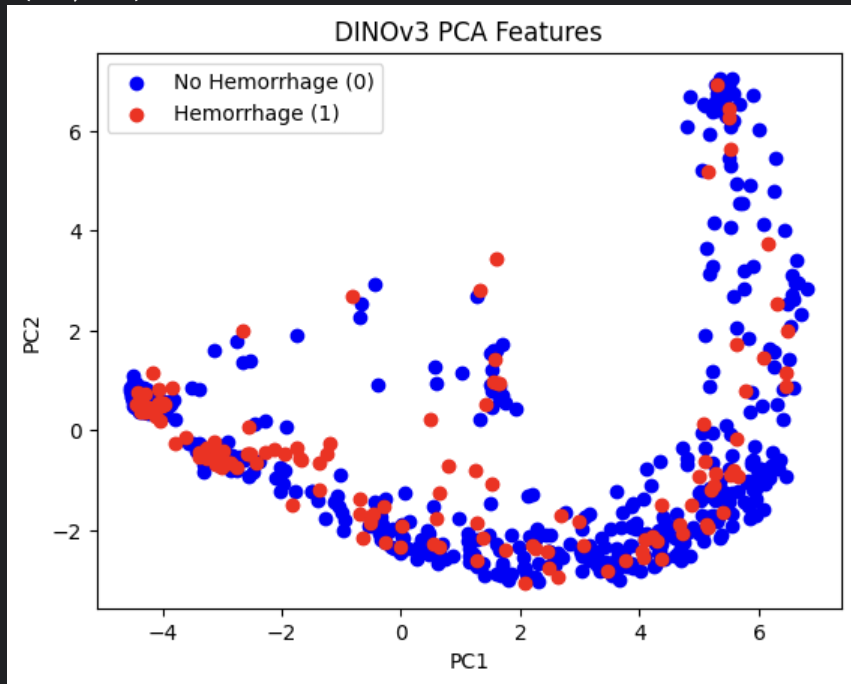 DINOv3 PCA Features
No Hemorrhage (0)
Hemorrhage (1)
PC2
6
4
2
0
−2
−4
−2
0
2
4
6
PC1